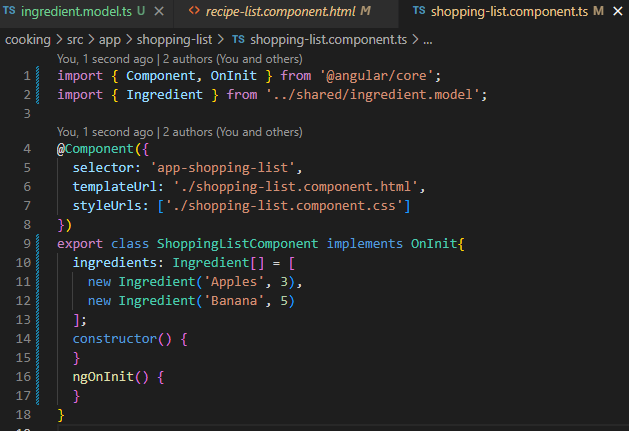 TS ingredient.model.ts U X <> recipe-list.component.html M TS shopping-list.component.ts M X
cooking > src > app > shopping-list > TS shopping-list.component.ts > ...
You, 1 second ago | 2 authors (You and others)
1 import { Component, OnInit } from '@angular/core';
2 import { Ingredient } from '../shared/ingredient.model';
3
You, 1 second ago | 2 authors (You and others)
4 @Component({
5   selector: 'app-shopping-list',
6   templateUrl: './shopping-list.component.html',
7   styleUrls: ['./shopping-list.component.css']
8 })
9 export class ShoppingListComponent implements OnInit{
10   ingredients: Ingredient[] = [
11     new Ingredient('Apples', 3),
12     new Ingredient('Banana', 5)
13   ];
14   constructor() {
15   }
16   ngOnInit() {
17   }
18 }